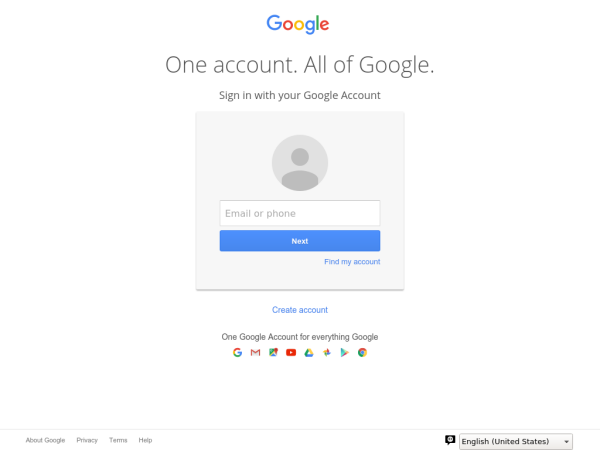 Google
One account. All of Google.
Sign in with your Google Account
Email or phone
Next
Find my account
Create account
One Google Account for everything Google
About Google Privacy Terms Help
English (United States)